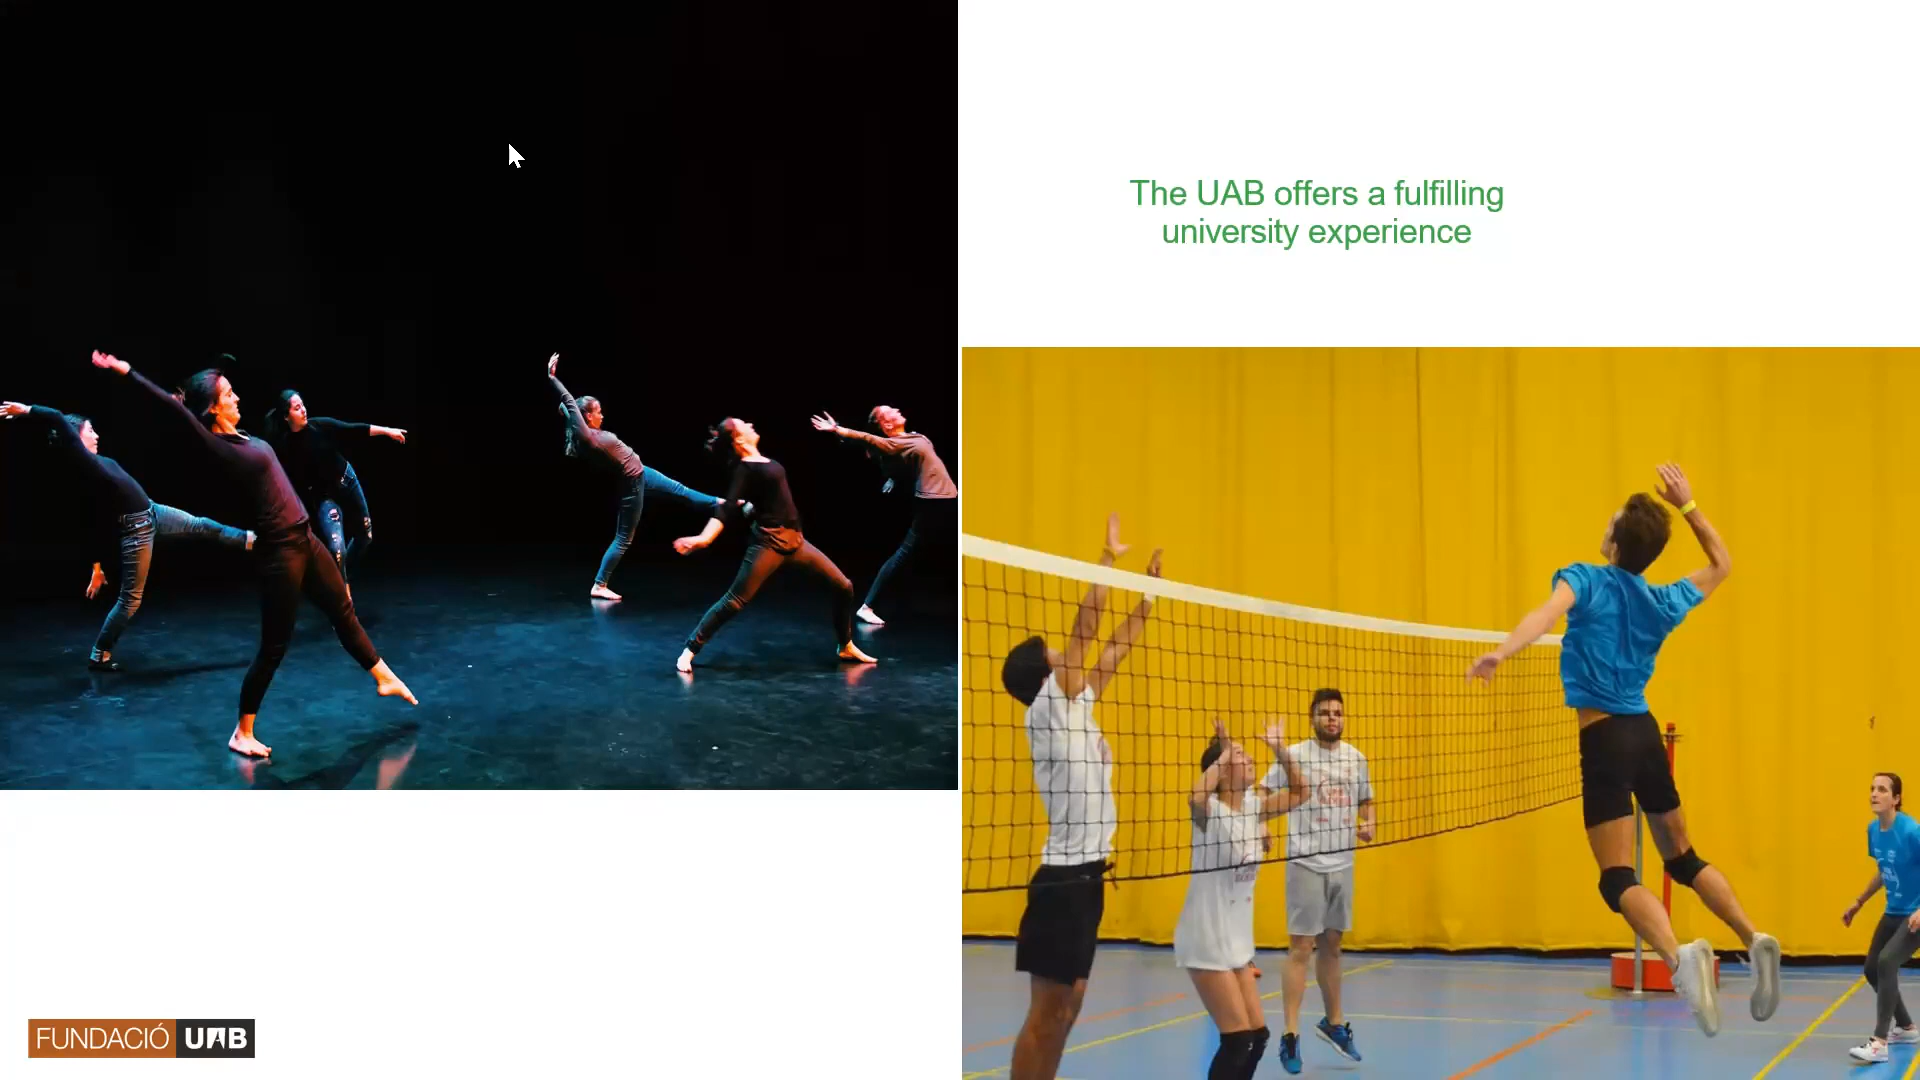 The UAB offers a fulfilling
university experience
FUNDACIÓ UAB